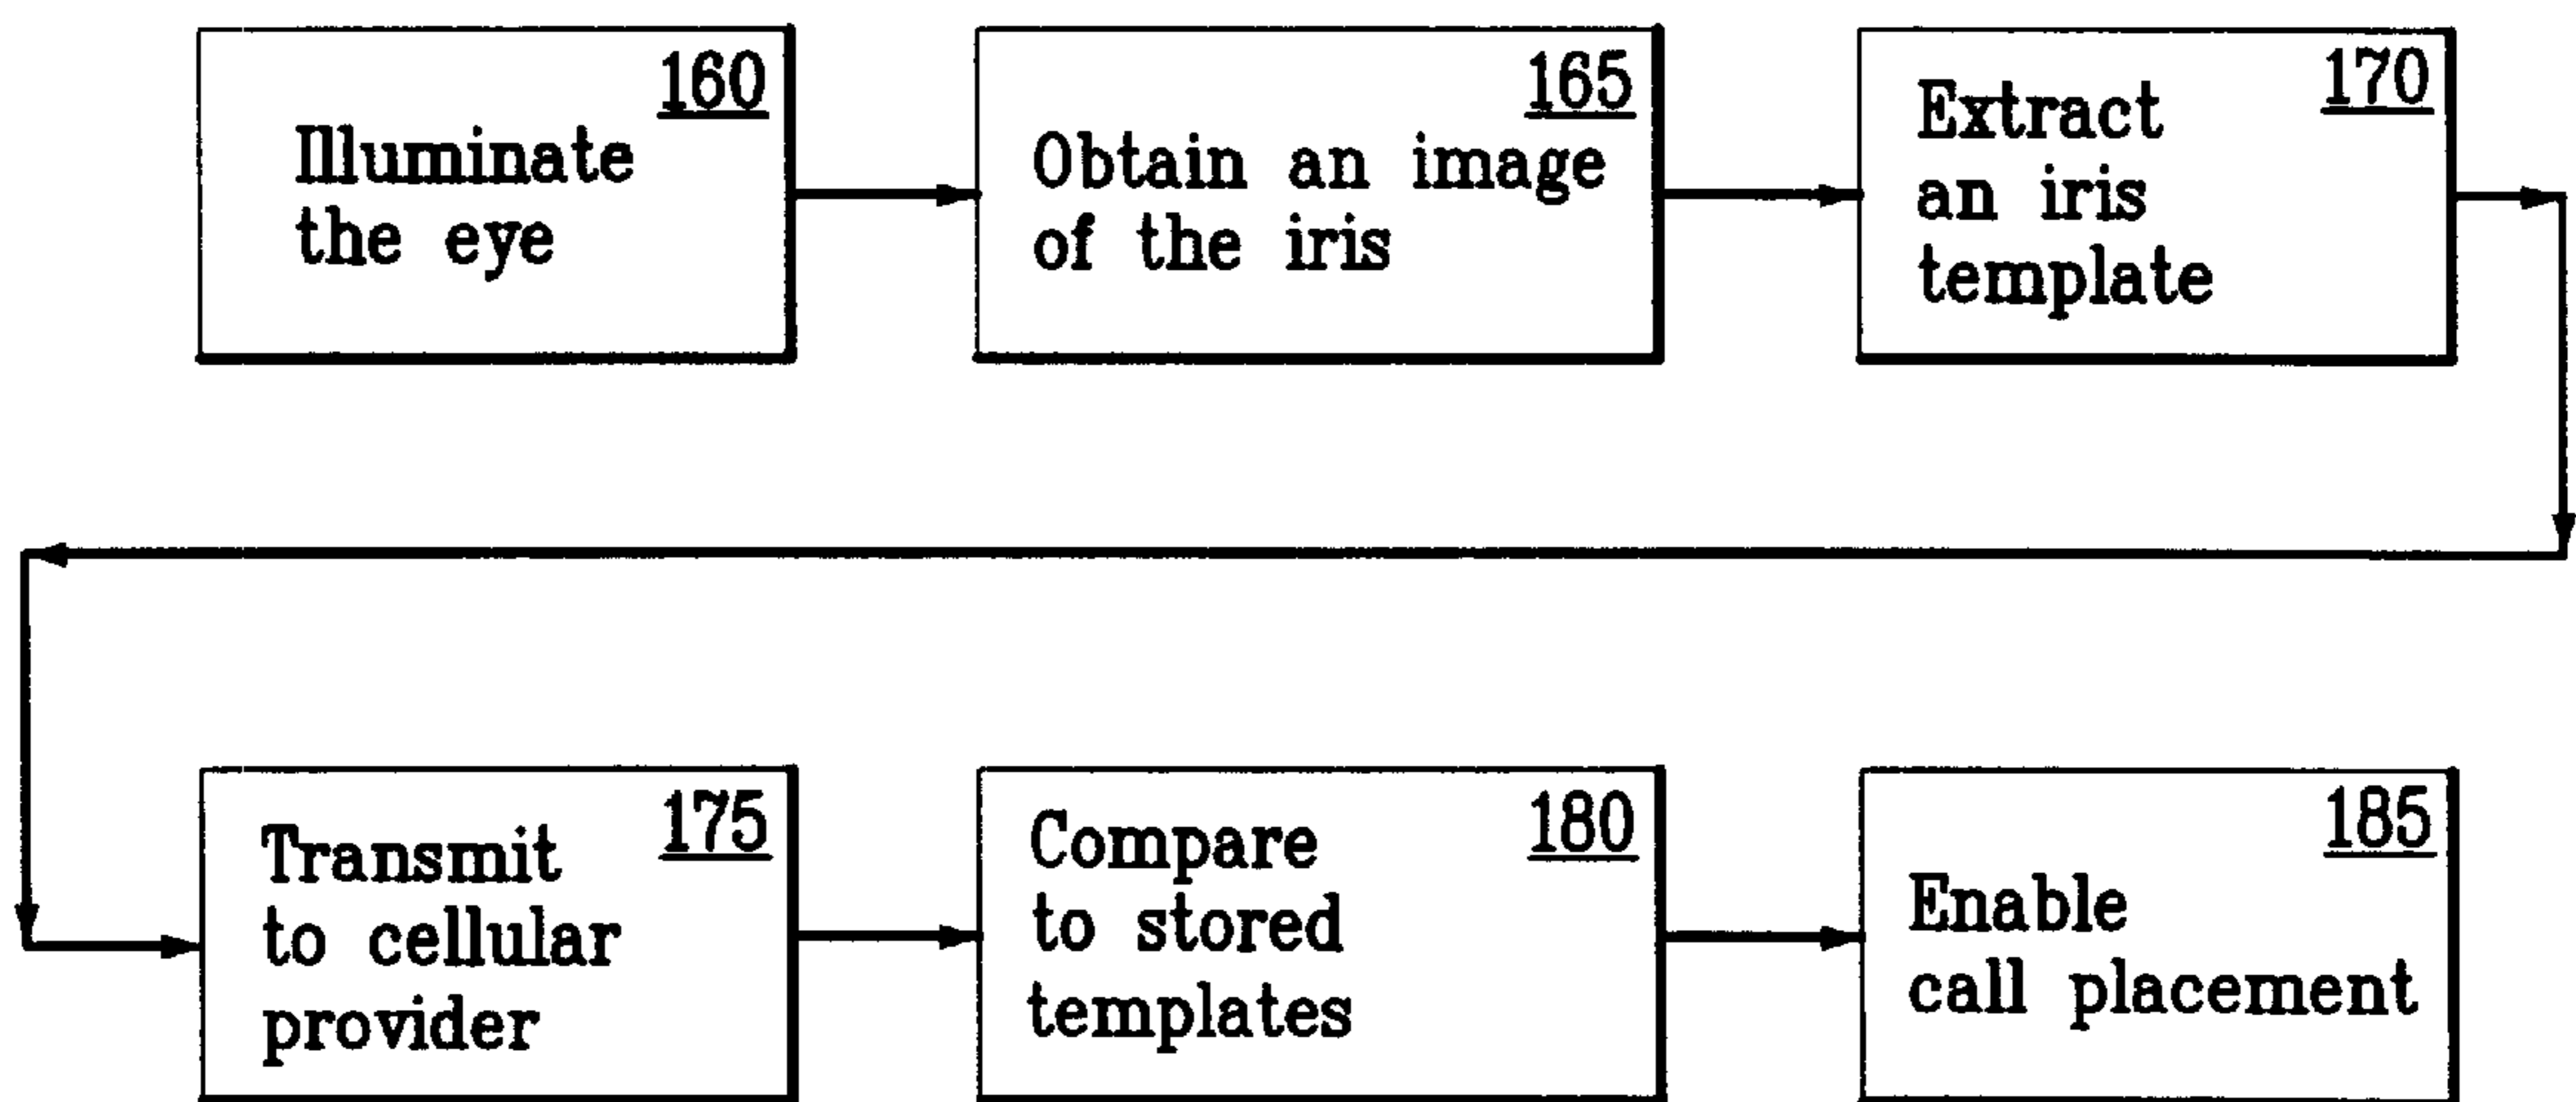 160
Illuminate
the eye
165
Obtain an image
of the iris
170
Extract
an iris
template
175
Transmit
to cellular
provider
180
Compare
to stored
templates
185
Enable
call placement